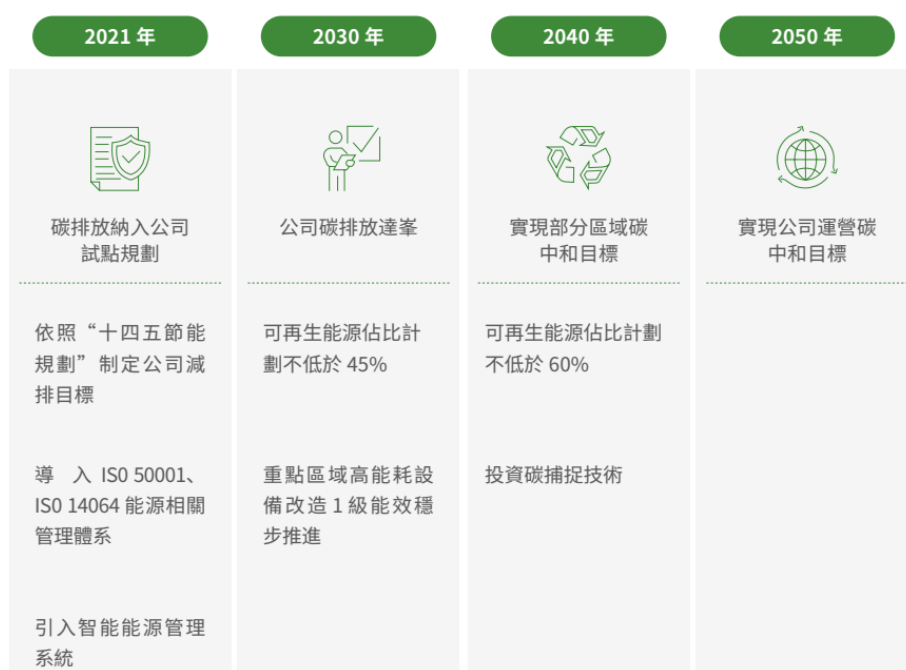 2021 年
2030 年
2040 年
2050 年
碳排放納入公司
試點規劃
公司碳排放達峯
實現部分區域碳
中和目標
實現公司運營碳
中和目標
依照“十四五節能
規劃”制定公司減
排目標
導入 IS0 50001、
IS0 14064 能源相關
管理體系
引入智能能源管理
系統
可再生能源佔比計
劃不低於 45%
重點區域高能耗設
備改造 1 級能效穩
步推進
可再生能源佔比計劃
不低於 60%
投資碳捕捉技術